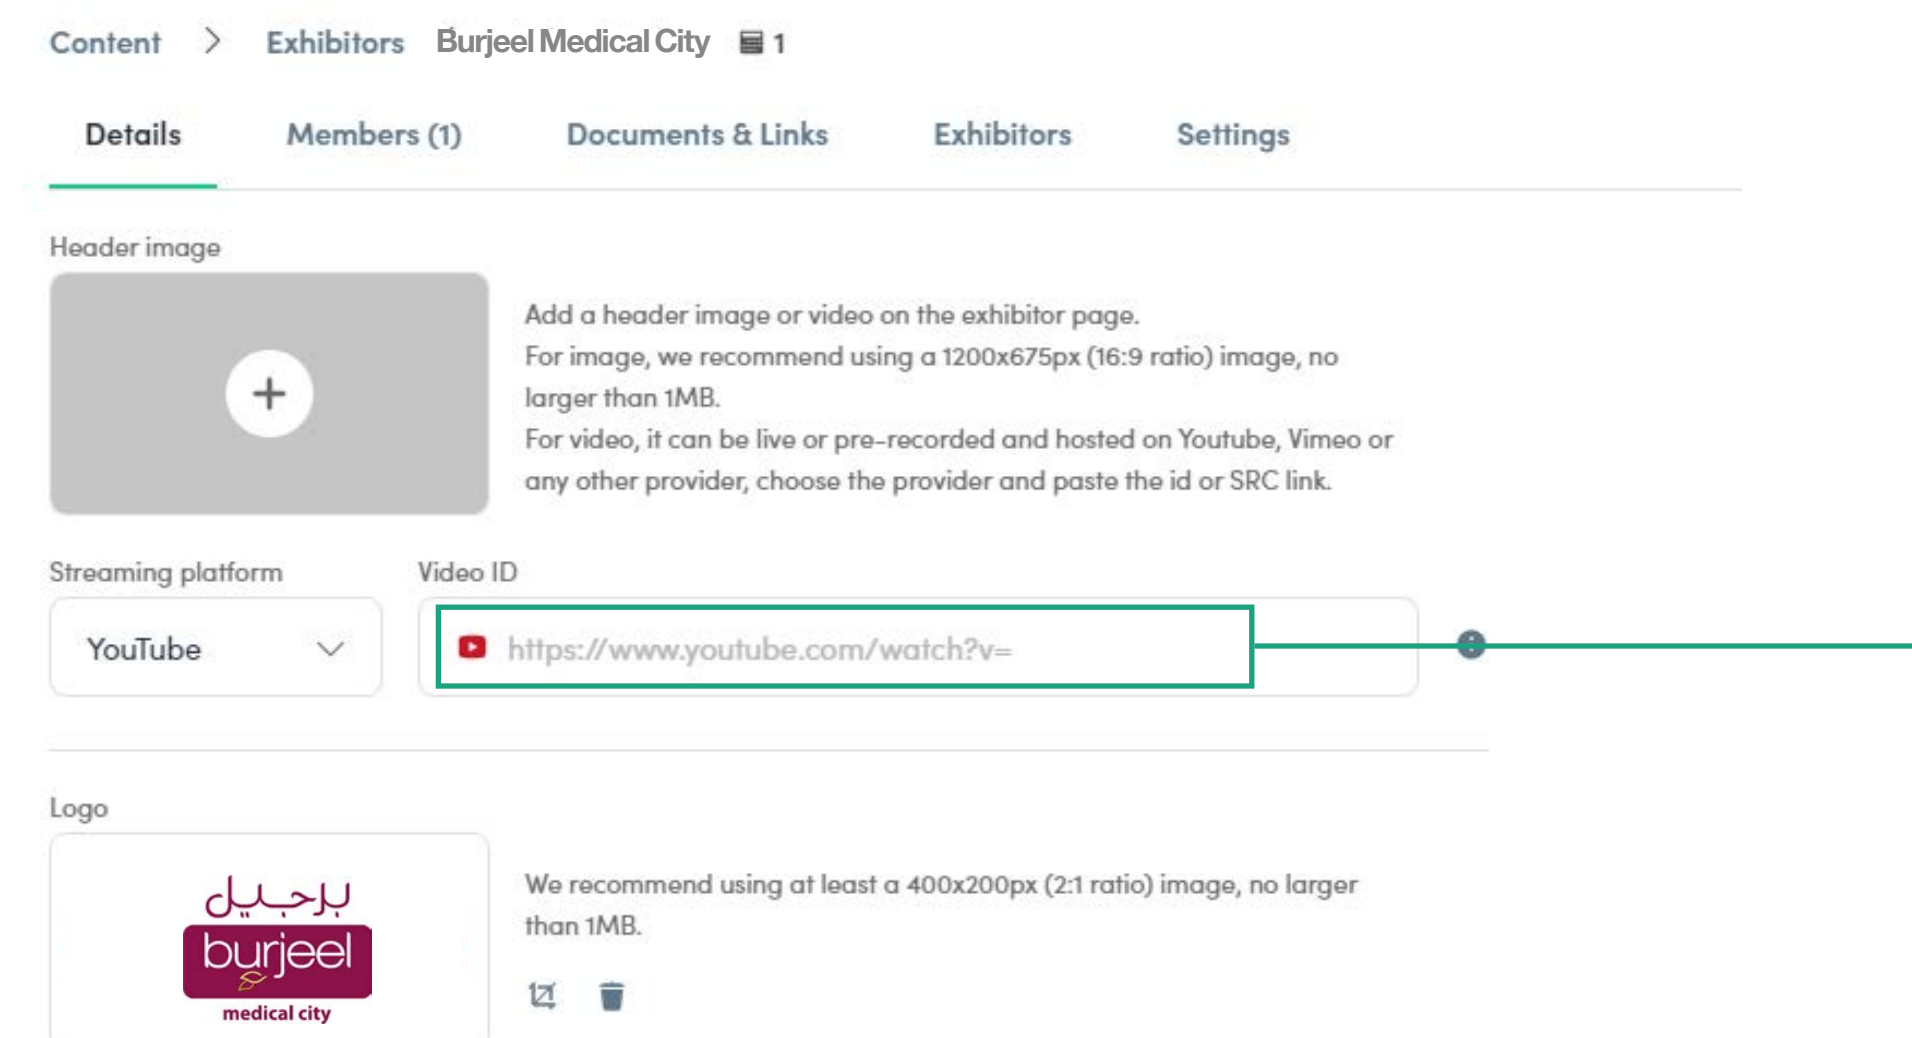 Content > Exhibitors Burjeel Medical City 1
Details Members (1) Documents & Links Exhibitors Settings
Header image
Add a header image or video on the exhibitor page.
For image, we recommend using a 1200x675px (16:9 ratio) image, no
larger than 1MB.
For video, it can be live or pre-recorded and hosted on Youtube, Vimeo or
any other provider, choose the provider and paste the id or SRC link.
Streaming platform Video ID
YouTube https://www.youtube.com/watch?v=
Logo
برجيل
burjeel
medical city
We recommend using at least a 400x200px (2:1 ratio) image, no larger
than 1MB.